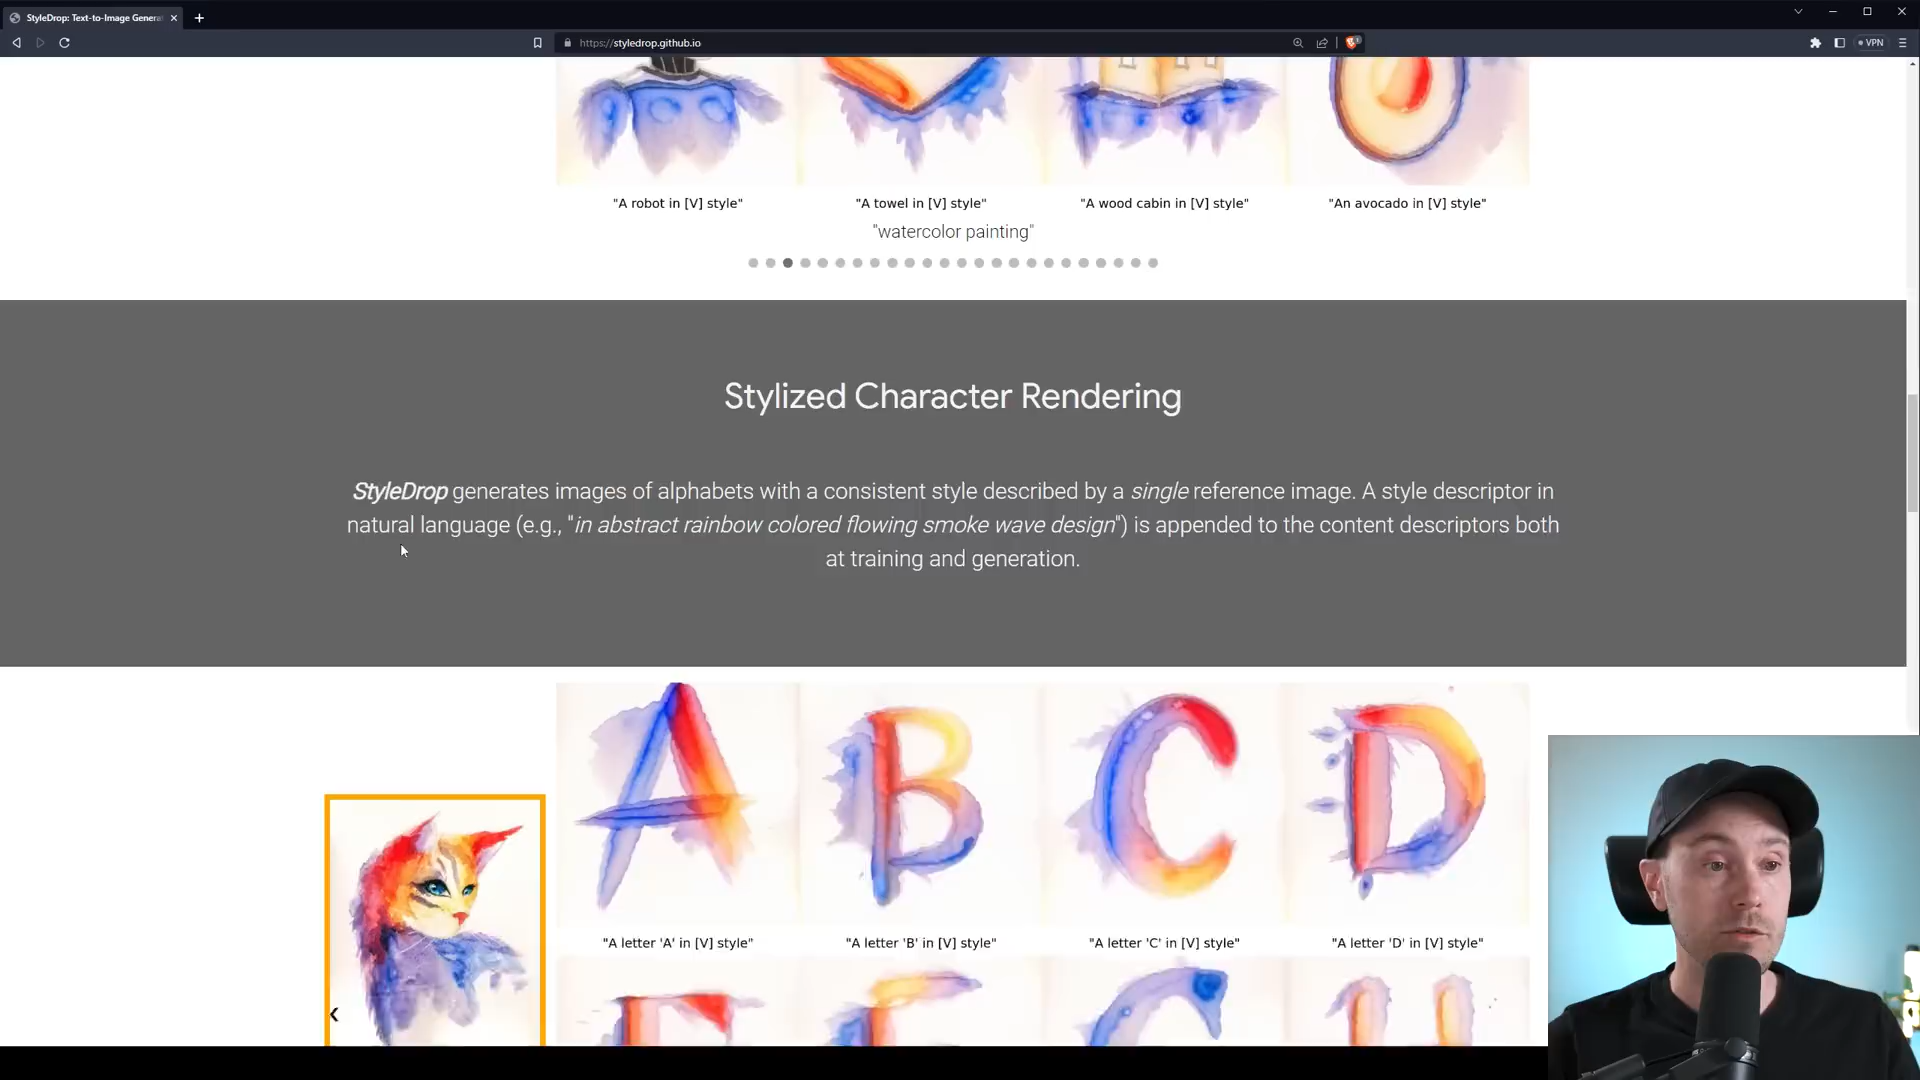 StyleDrop: Text-to-Image Genera
https://styledrop.github.io
VPN
"A robot in [V] style"
"A towel in [V] style"
"A wood cabin in [V] style"
"An avocado in [V] style"
"watercolor painting"
Stylized Character Rendering
StyleDrop generates images of alphabets with a consistent style described by a single reference image. A style descriptor in
natural language (e.g., "in abstract rainbow colored flowing smoke wave design") is appended to the content descriptors both
at training and generation.
A
B
C
D
"A letter 'A' in [V] style"
"A letter 'B' in [V] style"
"A letter 'C' in [V] style"
"A letter 'D' in [V] style"